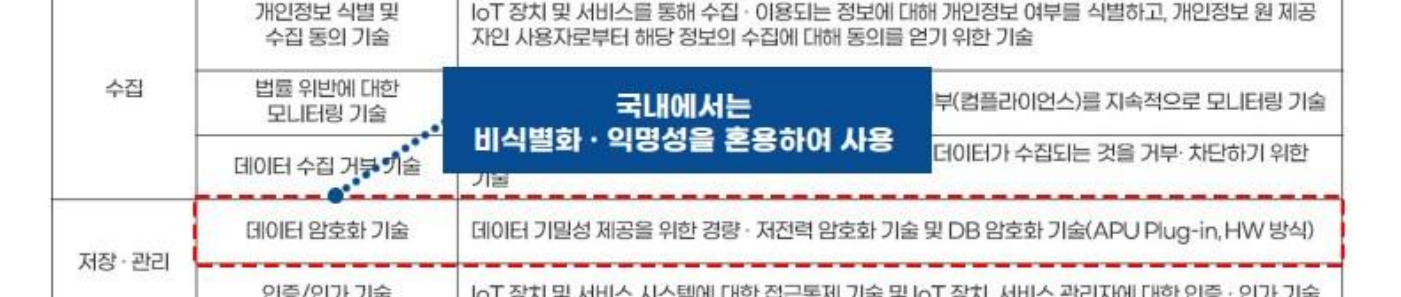 개인정보 식별 및
수집 동의 기술
IoT 장치 및 서비스를 통해 수집 · 이용되는 정보에 대해 개인정보 여부를 식별하고, 개인정보 원 제공
자인 사용자로부터 해당 정보의 수집에 대해 동의를 얻기 위한 기술
수집
법률 위반에 대한
모니터링 기술
부(컴플라이언스)를 지속적으로 모니터링 기술
국내에서는
비식별화 · 익명성을 혼용하여 사용
데이터 수집 거부 기술
데이터가 수집되는 것을 거부· 차단하기 위한
기술
저장 · 관리
데이터 암호화 기술
데이터 기밀성 제공을 위한 경량 · 저전력 암호화 기술 및 DB 암호화 기술(APU Plug-in, HW 방식)
인증/인가 기술
IoT 장치 및 서비스 시스템에 대한 접근통제 기술 및 IoT 장치, 서비스 관리자에 대한 인증 · 인가 기술